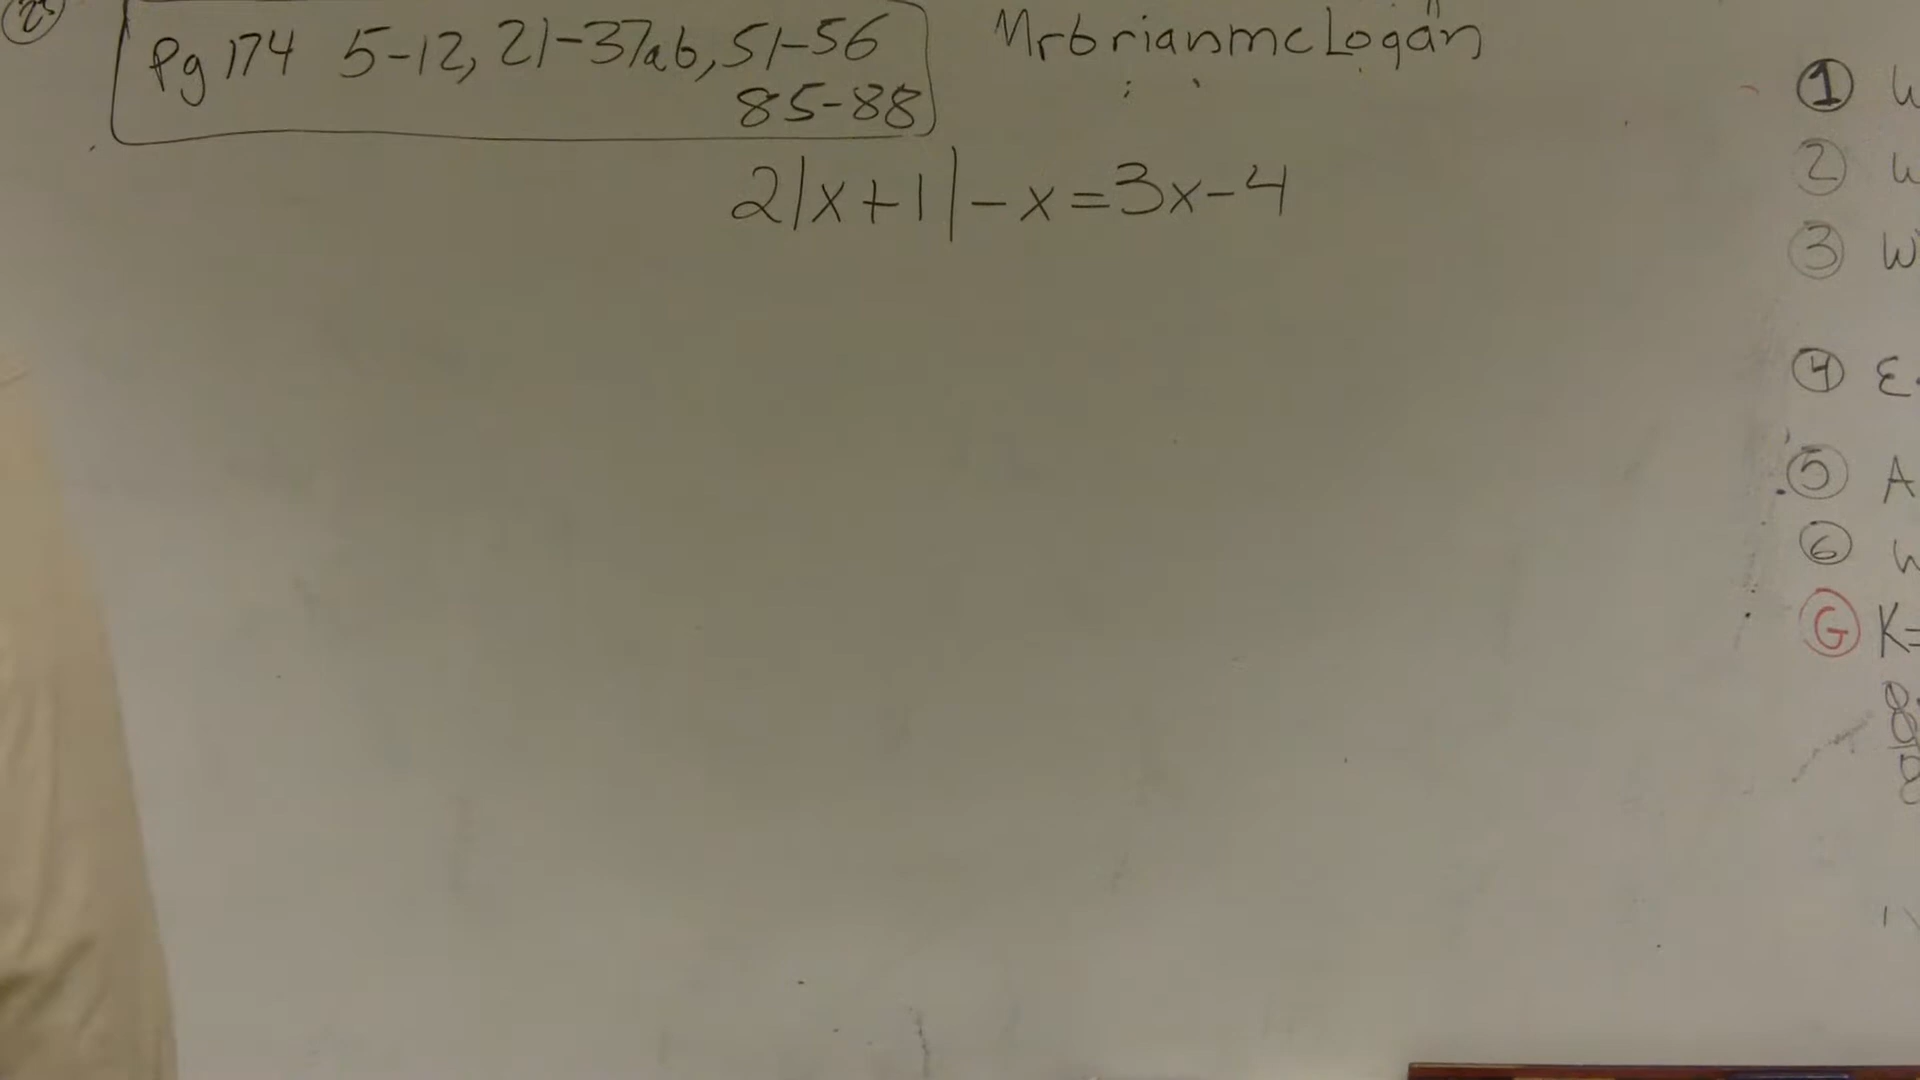 Pg 174 5-12, 21-37ab, 51-56
85-88
Mrbrianmclogan
2|x+1|-x=3x-4
1
2
3
4
5
6
G K=